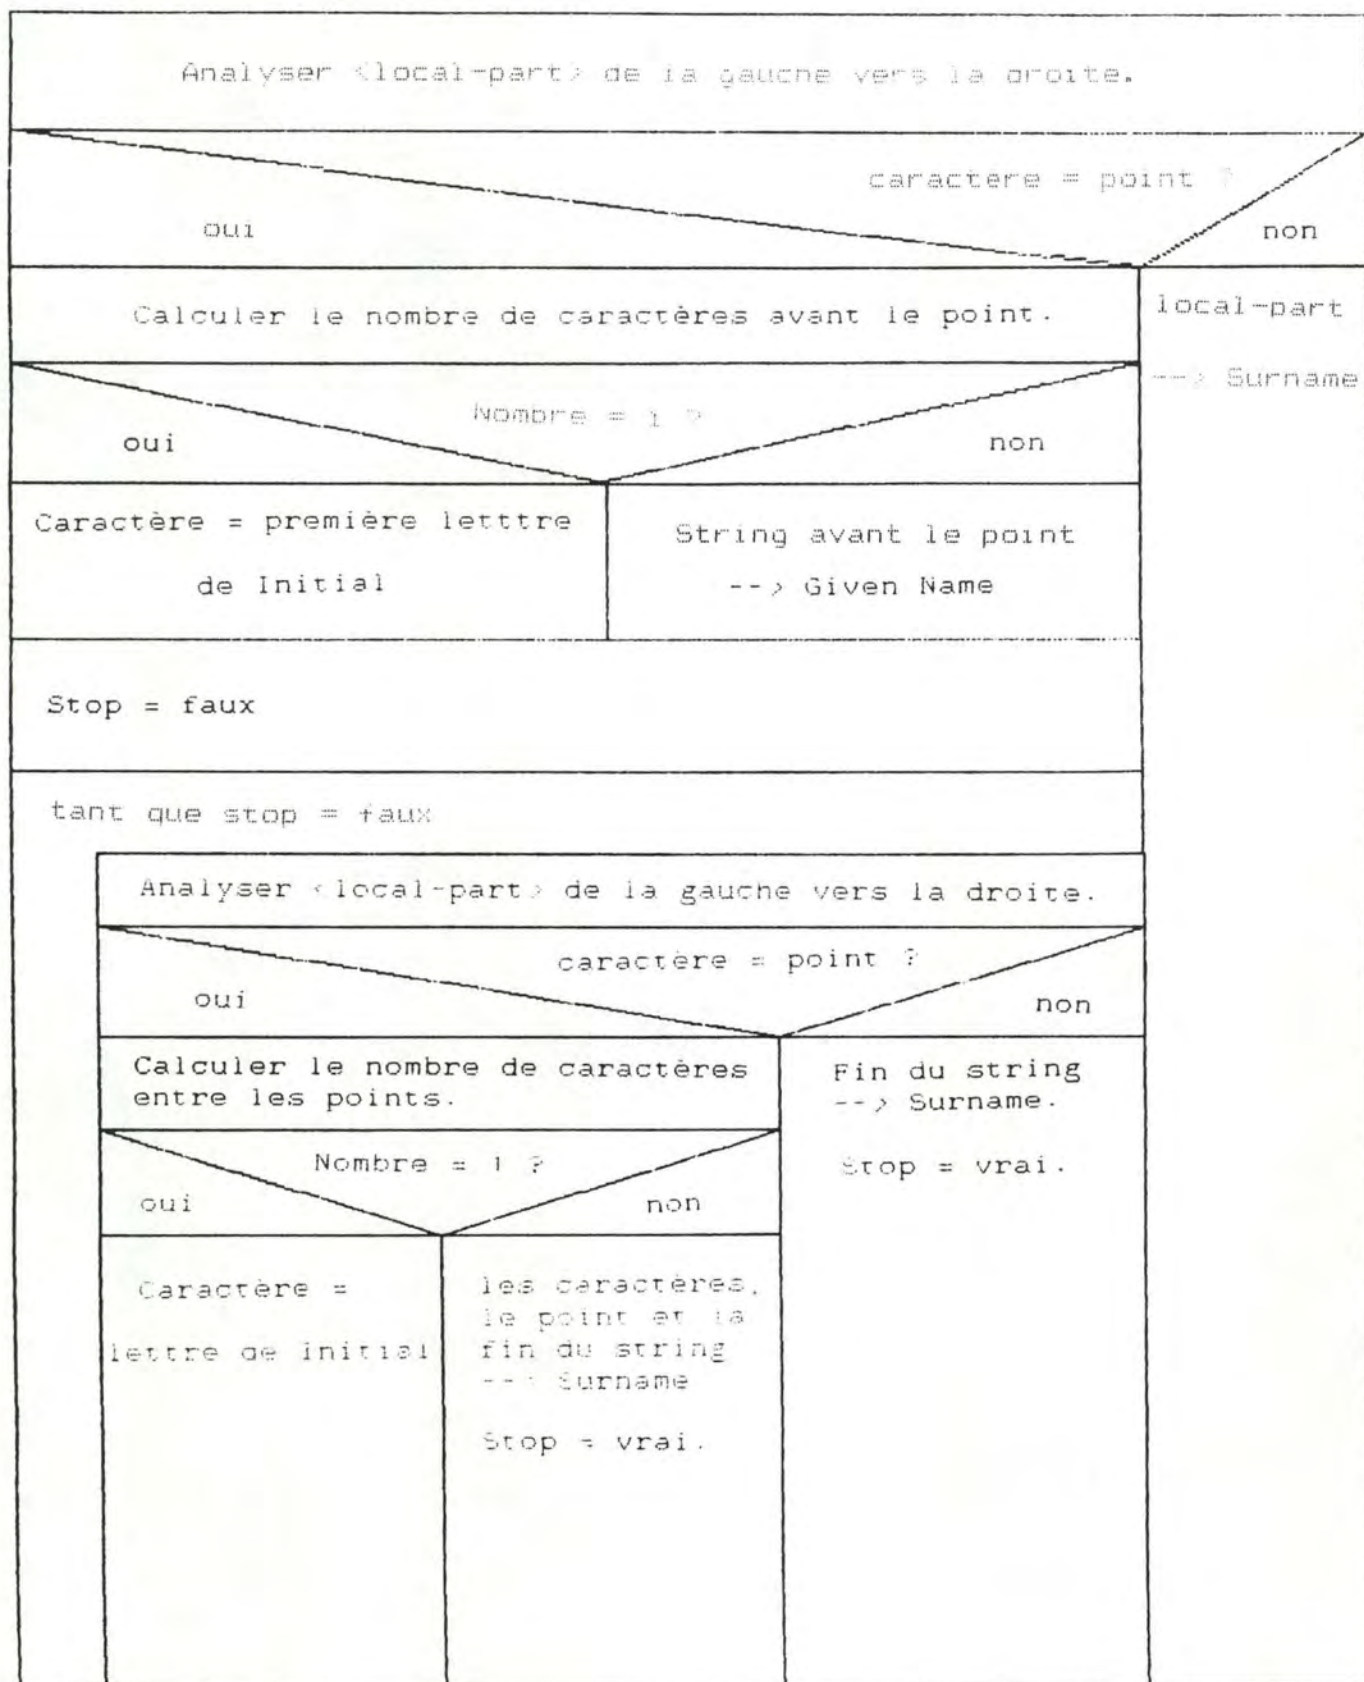 Analyser <local-part> de la gauche vers la droite.
caractere = point ?
oui
non
Calculer le nombre de caractères avant le point.
local-part
--> Surname
Nombre = 1 ?
oui
non
Caractère = première letttre
de Initial
String avant le point
--> Given Name
Stop = faux
tant que stop = faux
Analyser <local-part> de la gauche vers la droite.
caractère = point ?
oui
non
Calculer le nombre de caractères
entre les points.
Fin du string
--> Surname.
Stop = vrai.
Nombre = 1 ?
oui
non
Caractère =
lettre de Initial
les caractères,
le point et la
fin du string
--> Surname
Stop = vrai.